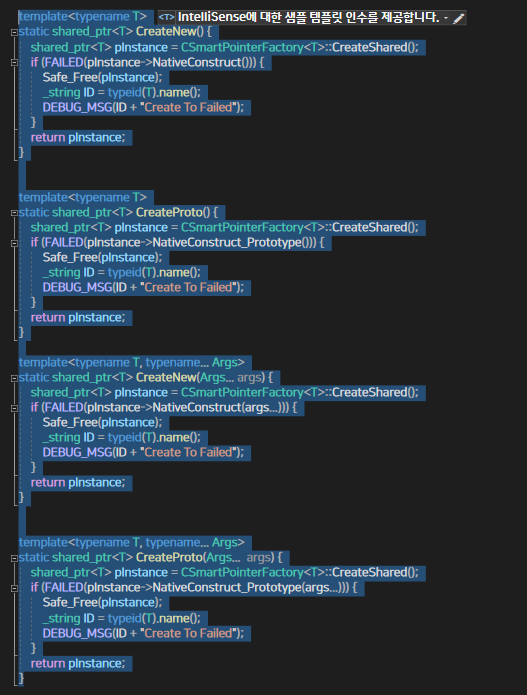 template<typename T> <T> IntelliSense에 대한 샘플 템플릿 인수를 제공합니다.
static shared_ptr<T> CreateNew() {
shared_ptr<T> pInstance = CSmartPointerFactory<T>::CreateShared();
if (FAILED(pInstance->NativeConstruct())) {
Safe_Free(pInstance);
_string ID = typeid(T).name();
DEBUG_MSG(ID + "Create To Failed");
}
return pInstance;
}
template<typename T>
static shared_ptr<T> CreateProto() {
shared_ptr<T> pInstance = CSmartPointerFactory<T>::CreateShared();
if (FAILED(pInstance->NativeConstruct_Prototype())) {
Safe_Free(pInstance);
_string ID = typeid(T).name();
DEBUG_MSG(ID + "Create To Failed");
}
return pInstance;
}
template<typename T, typename... Args>
static shared_ptr<T> CreateNew(Args... args) {
shared_ptr<T> pInstance = CSmartPointerFactory<T>::CreateShared();
if (FAILED(pInstance->NativeConstruct(args...))) {
Safe_Free(pInstance);
_string ID = typeid(T).name();
DEBUG_MSG(ID + "Create To Failed");
}
return pInstance;
}
template<typename T, typename... Args>
static shared_ptr<T> CreateProto(Args... args) {
shared_ptr<T> pInstance = CSmartPointerFactory<T>::CreateShared();
if (FAILED(pInstance->NativeConstruct_Prototype(args...))) {
Safe_Free(pInstance);
_string ID = typeid(T).name();
DEBUG_MSG(ID + "Create To Failed");
}
return pInstance;
}